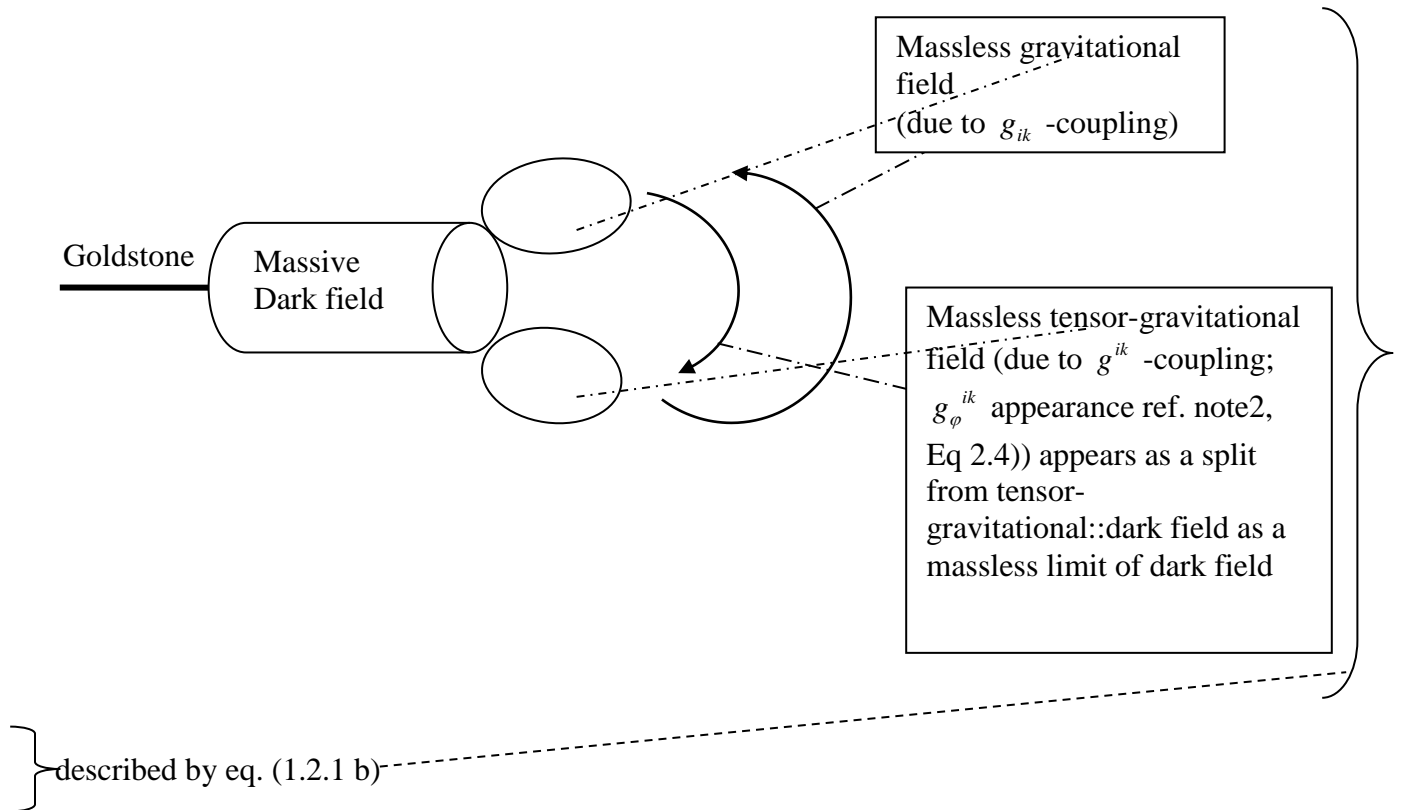 Massless gravitational
field
(due to g_{ik} -coupling)
Goldstone
Massive
Dark field
Massless tensor-gravitational
field (due to g^{ik} -coupling;
g_φ^{ik} appearance ref. note2,
Eq 2.4)) appears as a split
from tensor-
gravitational::dark field as a
massless limit of dark field
described by eq. (1.2.1 b)